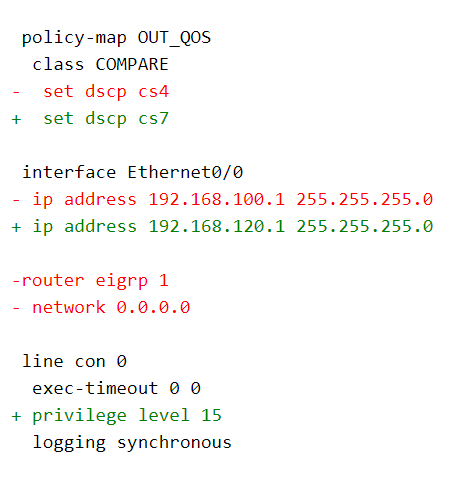 policy-map OUT_QOS
  class COMPARE
-  set dscp cs4
+  set dscp cs7
interface Ethernet0/0
- ip address 192.168.100.1 255.255.255.0
+ ip address 192.168.120.1 255.255.255.0
-router eigrp 1
- network 0.0.0.0
line con 0
  exec-timeout 0 0
+ privilege level 15
  logging synchronous